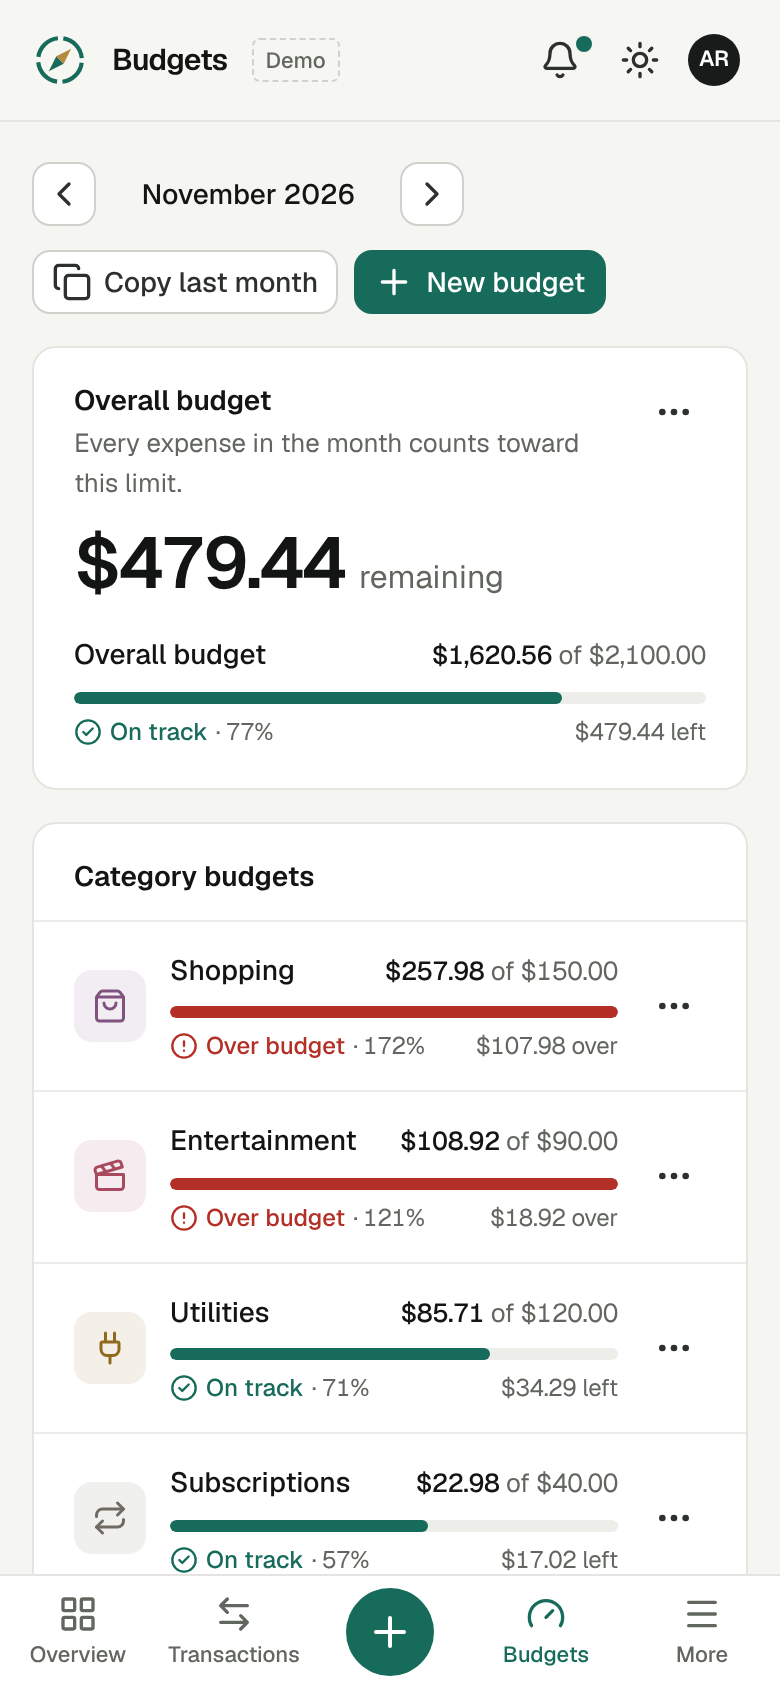 Budgets
Demo
AR
November 2026
Copy last month
New budget
Overall budget
Every expense in the month counts toward
this limit.
$479.44 remaining
Overall budget $1,620.56 of $2,100.00
On track · 77% $479.44 left
Category budgets
Shopping $257.98 of $150.00
Over budget · 172% $107.98 over
Entertainment $108.92 of $90.00
Over budget · 121% $18.92 over
Utilities $85.71 of $120.00
On track · 71% $34.29 left
Subscriptions $22.98 of $40.00
On track · 57% $17.02 left
Overview Transactions Budgets More